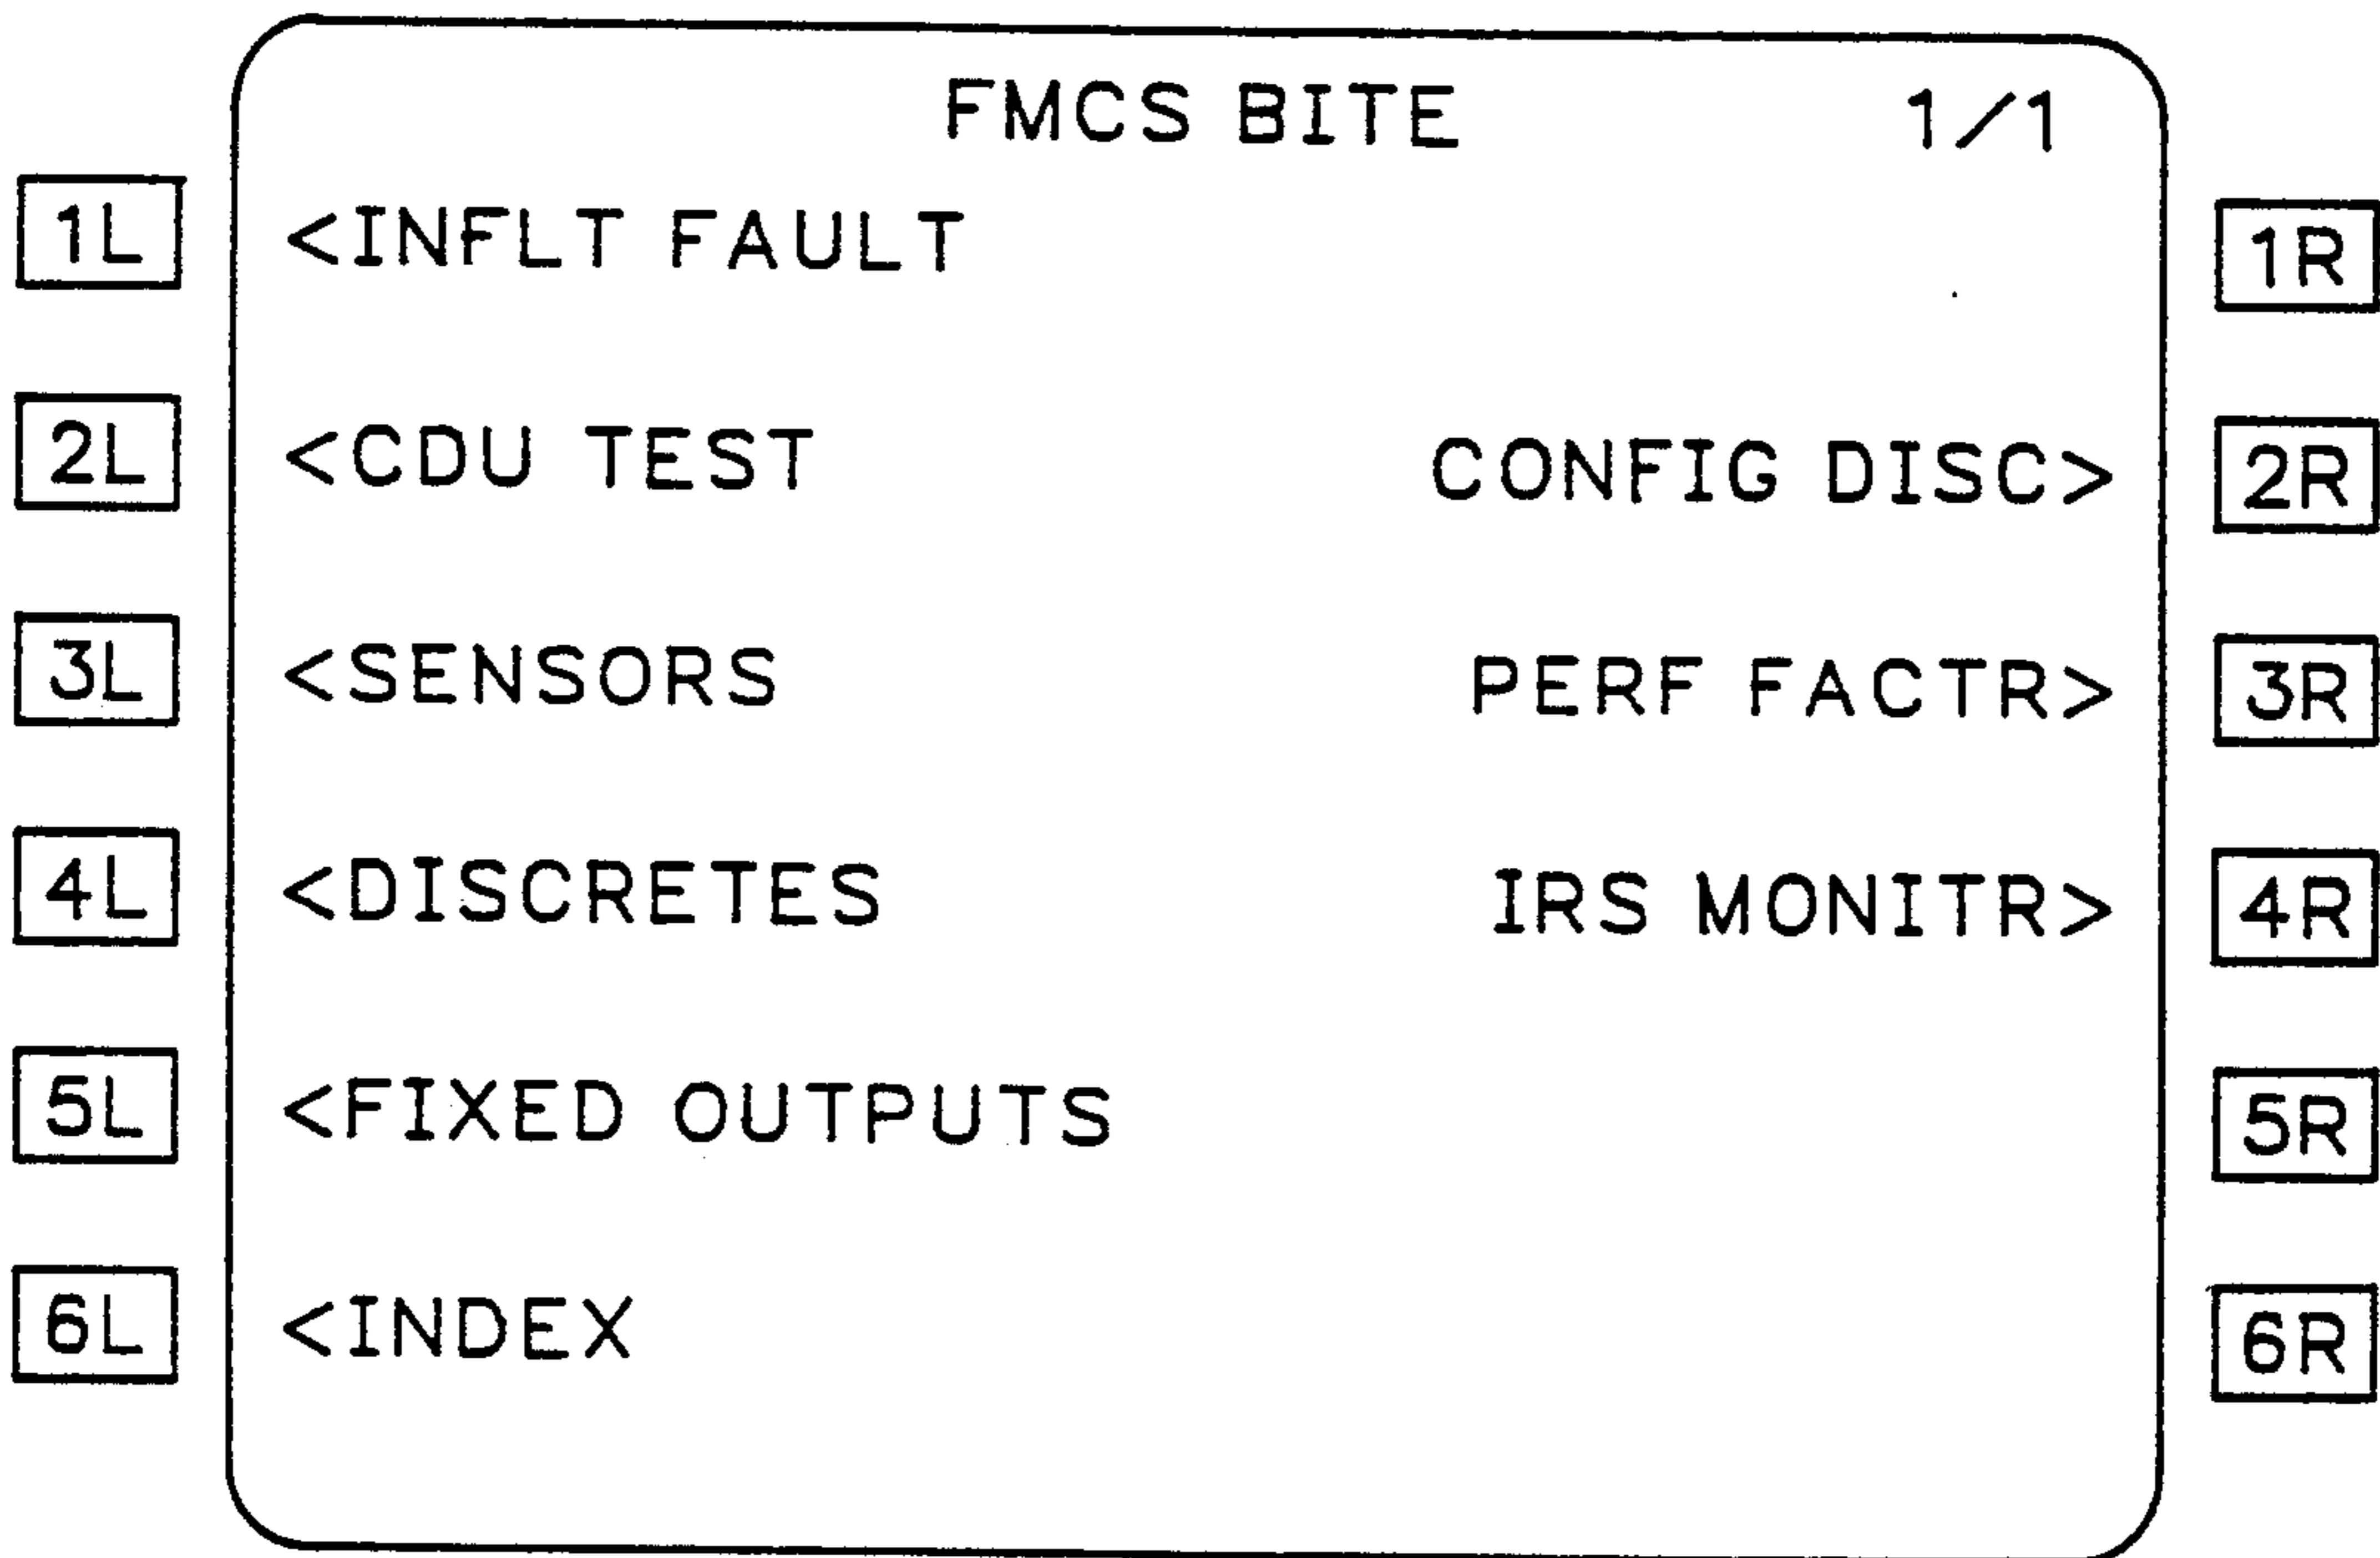 FMCS BITE 1/1
1L <INFLT FAULT 1R
2L <CDU TEST CONFIG DISC> 2R
3L <SENSORS PERF FACTR> 3R
4L <DISCRETES IRS MONITR> 4R
5L <FIXED OUTPUTS 5R
6L <INDEX 6R